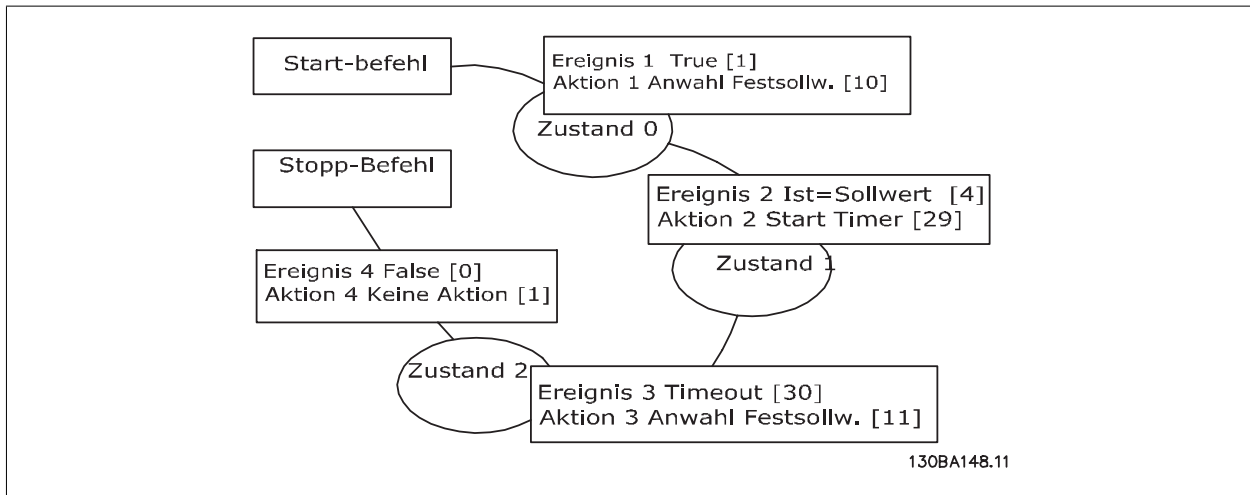 Start-befehl
Ereignis 1 True [1]
Aktion 1 Anwahl Festsollw. [10]
Zustand 0
Stopp-Befehl
Ereignis 2 Ist=Sollwert [4]
Aktion 2 Start Timer [29]
Zustand 1
Ereignis 4 False [0]
Aktion 4 Keine Aktion [1]
Zustand 2
Ereignis 3 Timeout [30]
Aktion 3 Anwahl Festsollw. [11]
130BA148.11